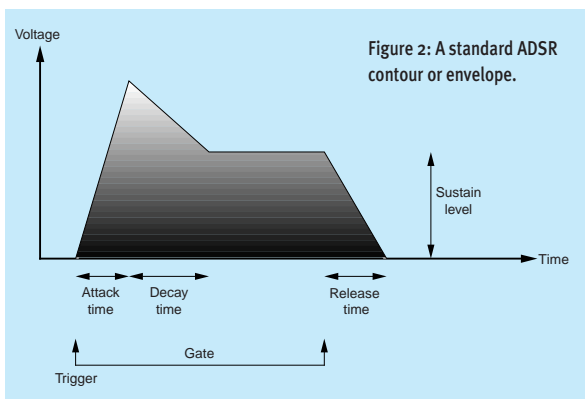 Voltage
Figure 2: A standard ADSR
contour or envelope.
Sustain
level
Time
Attack
time
Decay
time
Release
time
Gate
Trigger